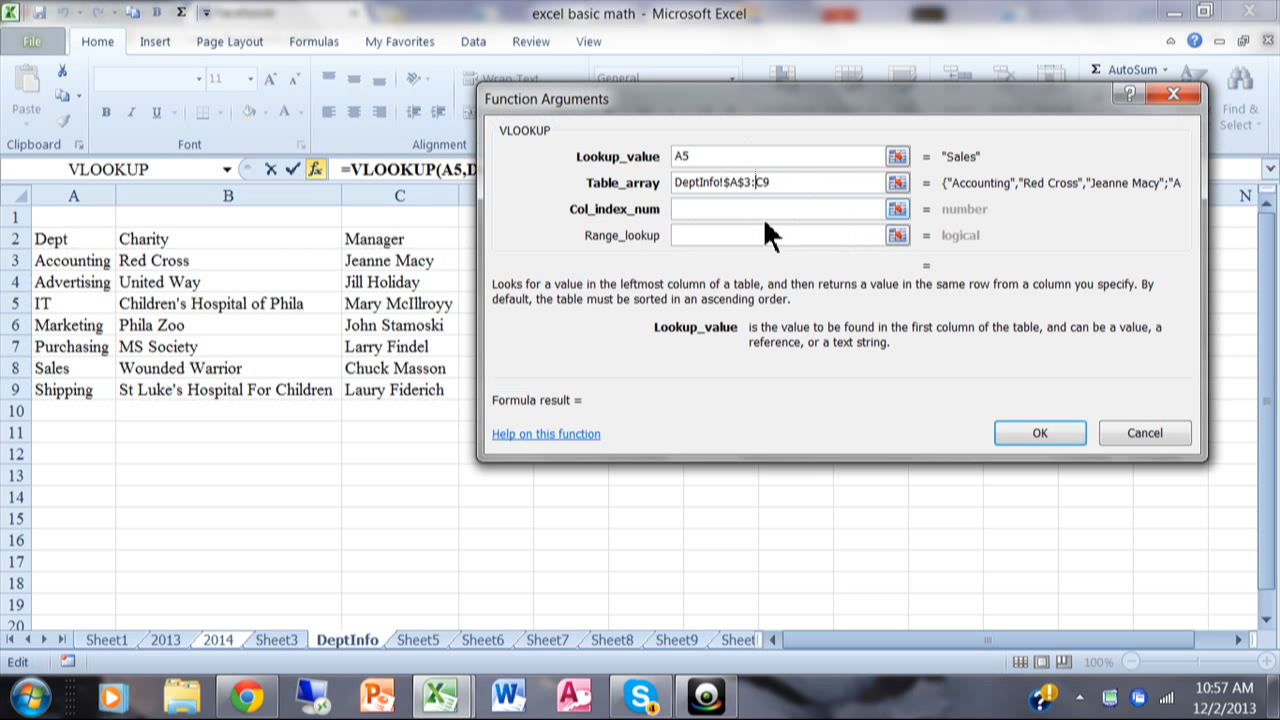 excel basic math - Microsoft Excel
File Home Insert Page Layout Formulas My Favorites Data Review View
Paste
11
B I U
Wrap Text
General
Σ AutoSum
Find & Select
Clipboard Font Alignment
VLOOKUP
fx =VLOOKUP(A5,D
A B C N
1
2 Dept Charity Manager
3 Accounting Red Cross Jeanne Macy
4 Advertising United Way Jill Holiday
5 IT Children's Hospital of Phila Mary McIllroyy
6 Marketing Phila Zoo John Stamoski
7 Purchasing MS Society Larry Findel
8 Sales Wounded Warrior Chuck Masson
9 Shipping St Luke's Hospital For Children Laury Fiderich
10
11
12
13
14
15
16
17
18
19
20
Function Arguments
VLOOKUP
Lookup_value A5 = "Sales"
Table_array DeptInfo!$A$3:C9 = {"Accounting","Red Cross","Jeanne Macy";"A
Col_index_num = number
Range_lookup = logical
=
Looks for a value in the leftmost column of a table, and then returns a value in the same row from a column you specify. By
default, the table must be sorted in an ascending order.
Lookup_value is the value to be found in the first column of the table, and can be a value, a
reference, or a text string.
Formula result =
Help on this function
OK Cancel
Sheet1 2013 2014 Sheet3 DeptInfo Sheet5 Sheet6 Sheet7 Sheet8 Sheet9 Sheet
Edit
100%
10:57 AM
12/2/2013